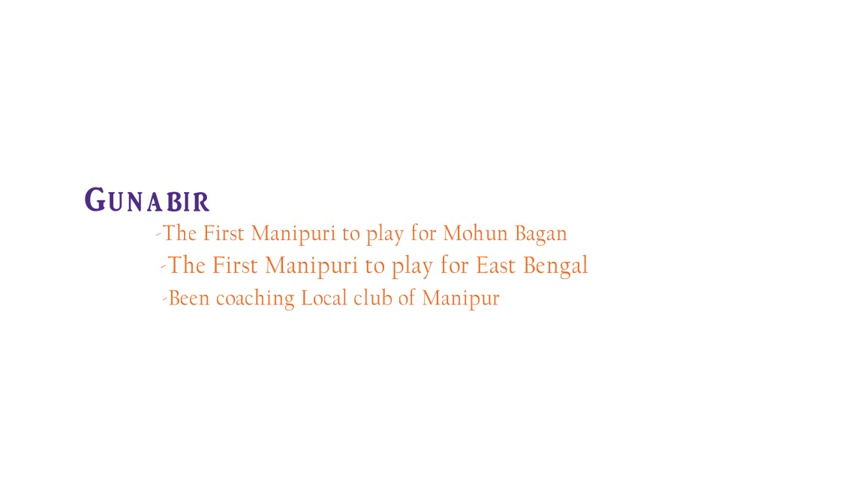 GUNABIR
-The First Manipuri to play for Mohun Bagan
-The First Manipuri to play for East Bengal
-Been coaching Local club of Manipur